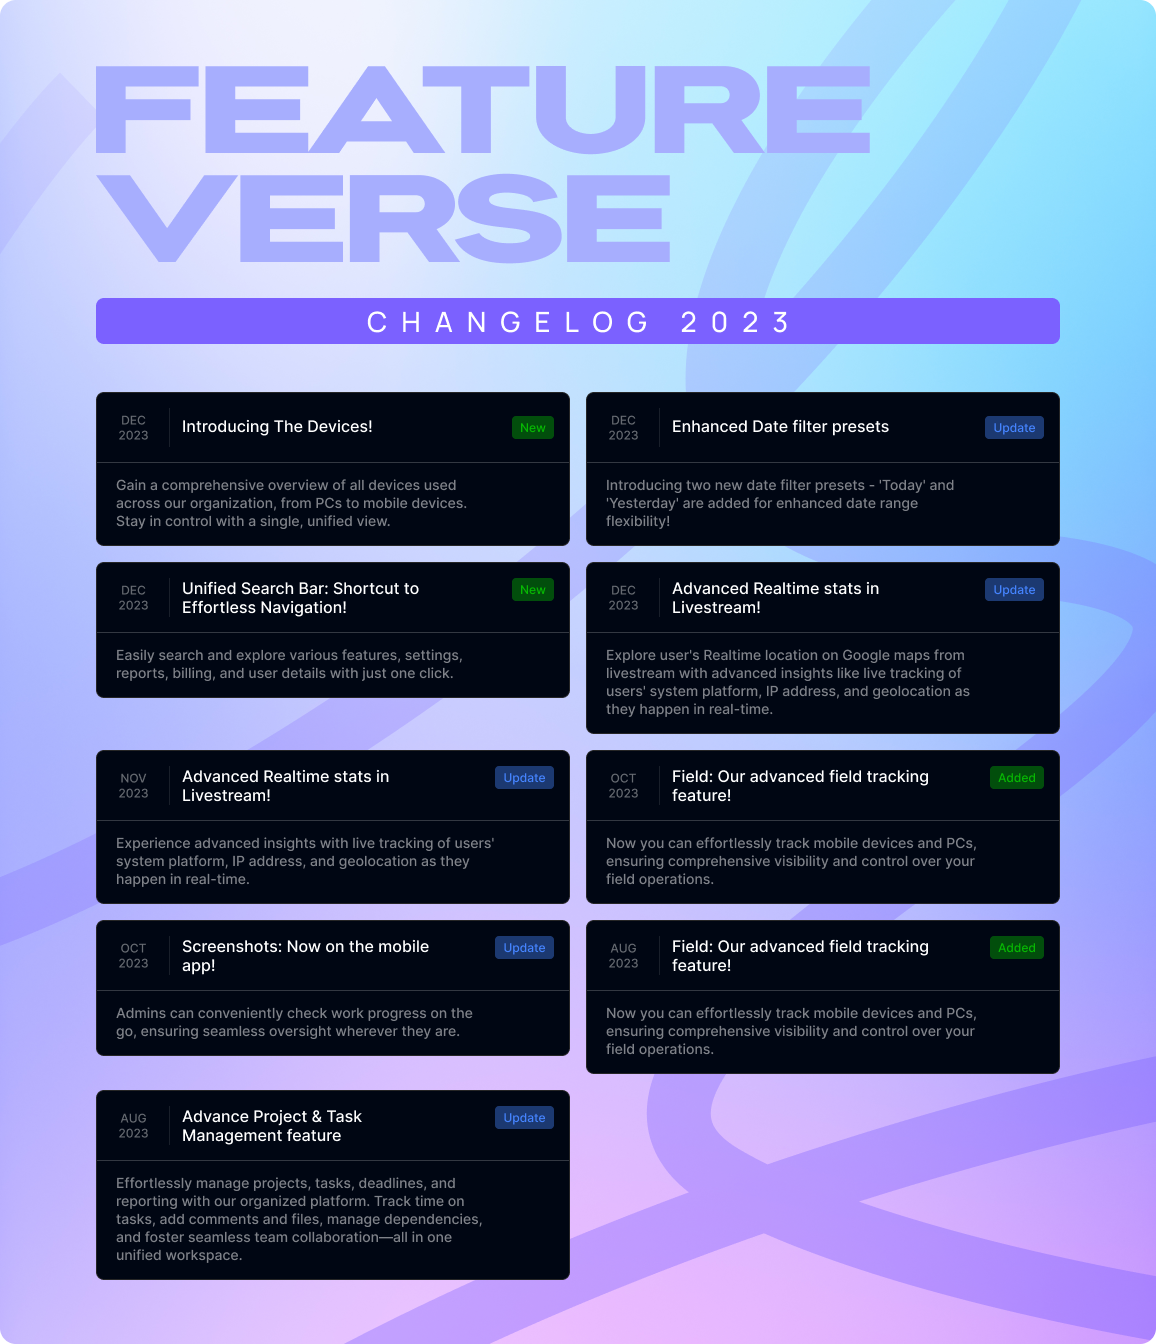 FEATURE
VERSE
CHANGELOG 2023
DEC
2023
Introducing The Devices!
New
Gain a comprehensive overview of all devices used
across our organization, from PCs to mobile devices.
Stay in control with a single, unified view.
DEC
2023
Enhanced Date filter presets
Update
Introducing two new date filter presets - 'Today' and
'Yesterday' are added for enhanced date range
flexibility!
DEC
2023
Unified Search Bar: Shortcut to
Effortless Navigation!
New
Easily search and explore various features, settings,
reports, billing, and user details with just one click.
DEC
2023
Advanced Realtime stats in
Livestream!
Update
Explore user's Realtime location on Google maps from
livestream with advanced insights like live tracking of
users' system platform, IP address, and geolocation as
they happen in real-time.
NOV
2023
Advanced Realtime stats in
Livestream!
Update
Experience advanced insights with live tracking of users'
system platform, IP address, and geolocation as they
happen in real-time.
OCT
2023
Field: Our advanced field tracking
feature!
Added
Now you can effortlessly track mobile devices and PCs,
ensuring comprehensive visibility and control over your
field operations.
OCT
2023
Screenshots: Now on the mobile
app!
Update
Admins can conveniently check work progress on the
go, ensuring seamless oversight wherever they are.
AUG
2023
Field: Our advanced field tracking
feature!
Added
Now you can effortlessly track mobile devices and PCs,
ensuring comprehensive visibility and control over your
field operations.
AUG
2023
Advance Project & Task
Management feature
Update
Effortlessly manage projects, tasks, deadlines, and
reporting with our organized platform. Track time on
tasks, add comments and files, manage dependencies,
and foster seamless team collaboration—all in one
unified workspace.